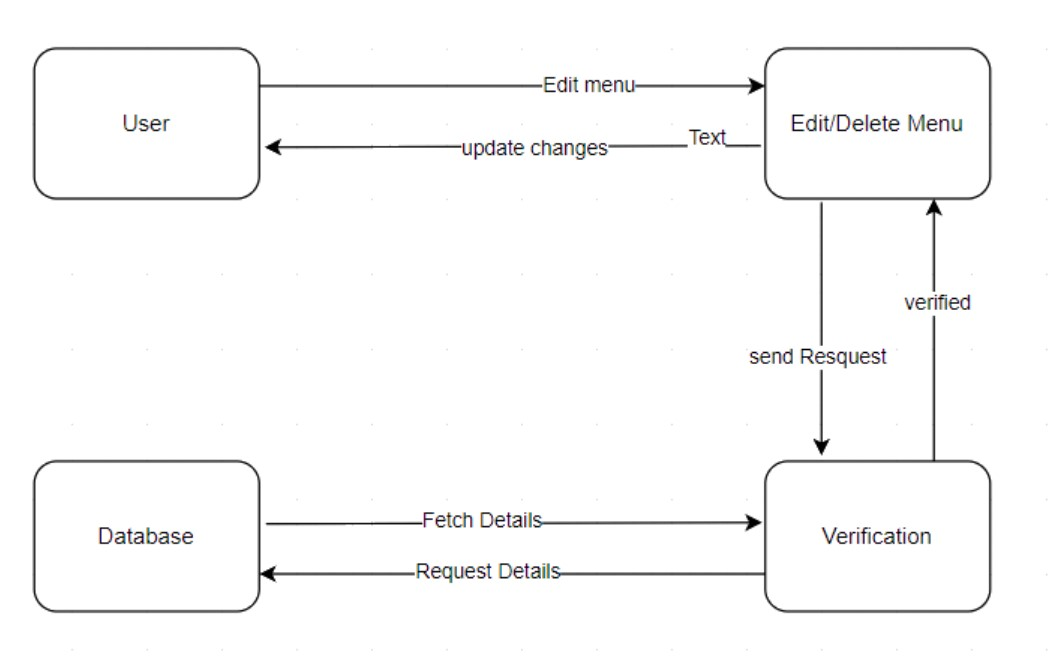 User
Edit menu
Edit/Delete Menu
Text
update changes
verified
send Resquest
Database
Fetch Details
Verification
Request Details